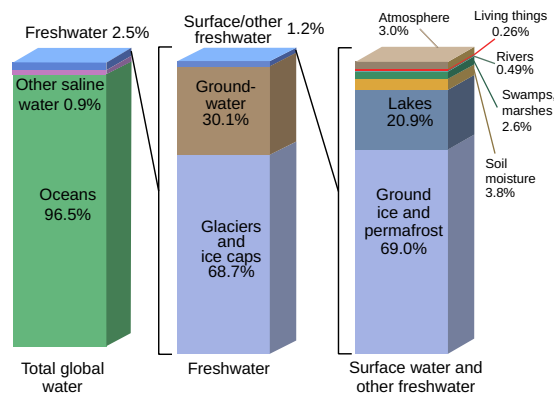 Freshwater 2.5%
Other saline
water 0.9%
Oceans
96.5%
Total global
water
Surface/other
freshwater
1.2%
Ground-
water
30.1%
Glaciers
and
ice caps
68.7%
Freshwater
Atmosphere
3.0%
Living things
0.26%
Rivers
0.49%
Swamps,
marshes
2.6%
Soil
moisture
3.8%
Lakes
20.9%
Ground
ice and
permafrost
69.0%
Surface water and
other freshwater